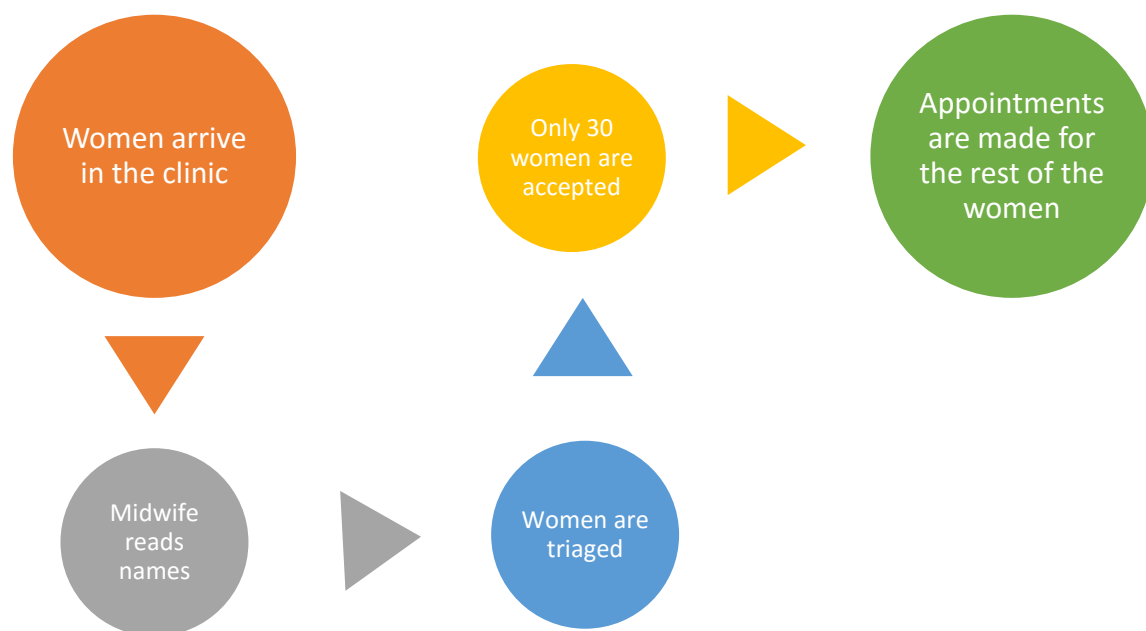 Women arrive
in the clinic
Midwife
reads
names
Women are
triaged
Only 30
women are
accepted
Appointments
are made for
the rest of the
women